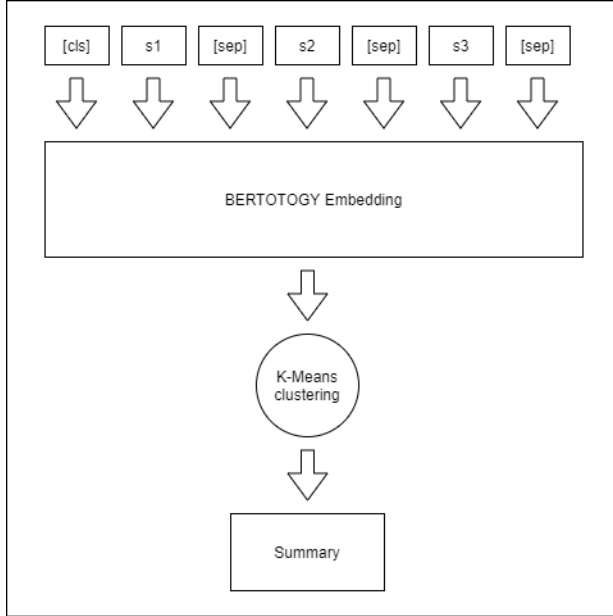 [cls] s1 [sep] s2 [sep] s3 [sep]
BERTOTOGY Embedding
K-Means
clustering
Summary